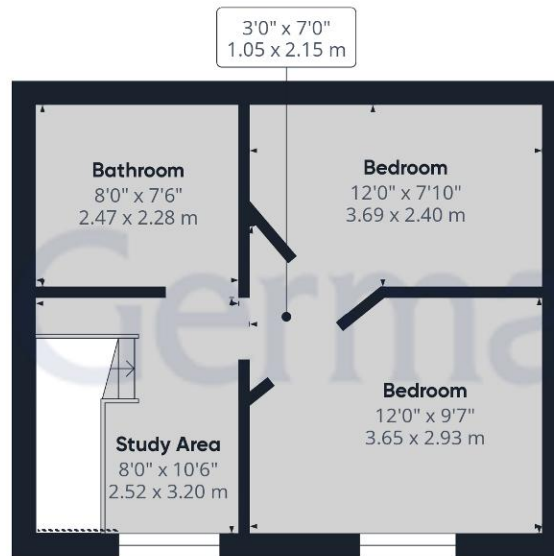 3'0" x 7'0"
1.05 x 2.15 m
Bathroom
8'0" x 7'6"
2.47 x 2.28 m
Bedroom
12'0" x 7'10"
3.69 x 2.40 m
Germa
Bedroom
12'0" x 9'7"
3.65 x 2.93 m
Study Area
8'0" x 10'6"
2.52 x 3.20 m